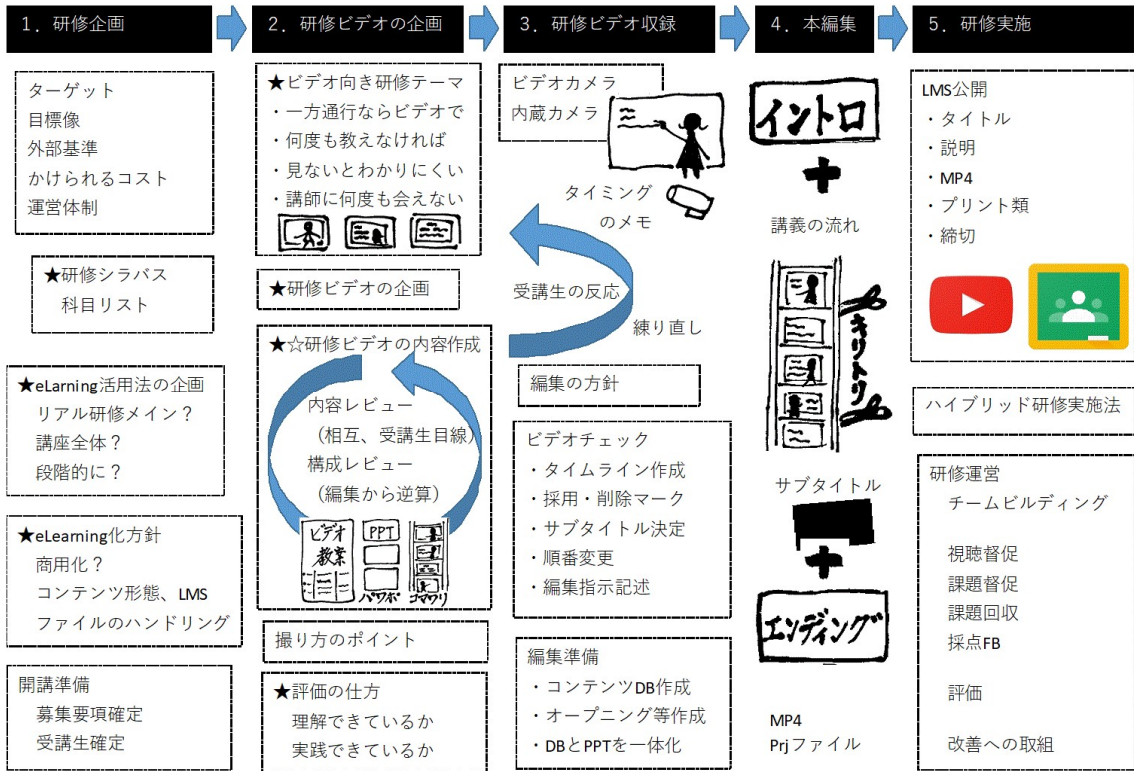 1．研修企画
ターゲット
目標像
外部基準
かけられるコスト
運営体制
★研修シラバス
科目リスト
★eLarning活用法の企画
リアル研修メイン？
講座全体？
段階的に？
★eLearning化方針
商用化？
コンテンツ形態、LMS
ファイルのハンドリング
開講準備
募集要項確定
受講生確定
2．研修ビデオの企画
★ビデオ向き研修テーマ
・一方通行ならビデオで
・何度も教えなければ
・見ないとわかりにくい
・講師に何度も会えない
★研修ビデオの企画
★☆研修ビデオの内容作成
内容レビュー
（相互、受講生目線）
構成レビュー
（編集から逆算）
ビデオ
教案
PPT
パワポ
コマワリ
撮り方のポイント
★評価の仕方
理解できているか
実践できているか
3．研修ビデオ収録
ビデオカメラ
内蔵カメラ
タイミング
のメモ
受講生の反応
練り直し
編集の方針
ビデオチェック
・タイムライン作成
・採用・削除マーク
・サブタイトル決定
・順番変更
・編集指示記述
編集準備
・コンテンツDB作成
・オープニング等作成
・DBとPPTを一体化
4．本編集
イントロ
+
講義の流れ
キリトリ
サブタイトル
+
エンディング
MP4
Prjファイル
5．研修実施
LMS公開
・タイトル
・説明
・MP4
・プリント類
・締切
ハイブリッド研修実施法
研修運営
チームビルディング
視聴督促
課題督促
課題回収
採点FB
評価
改善への取組